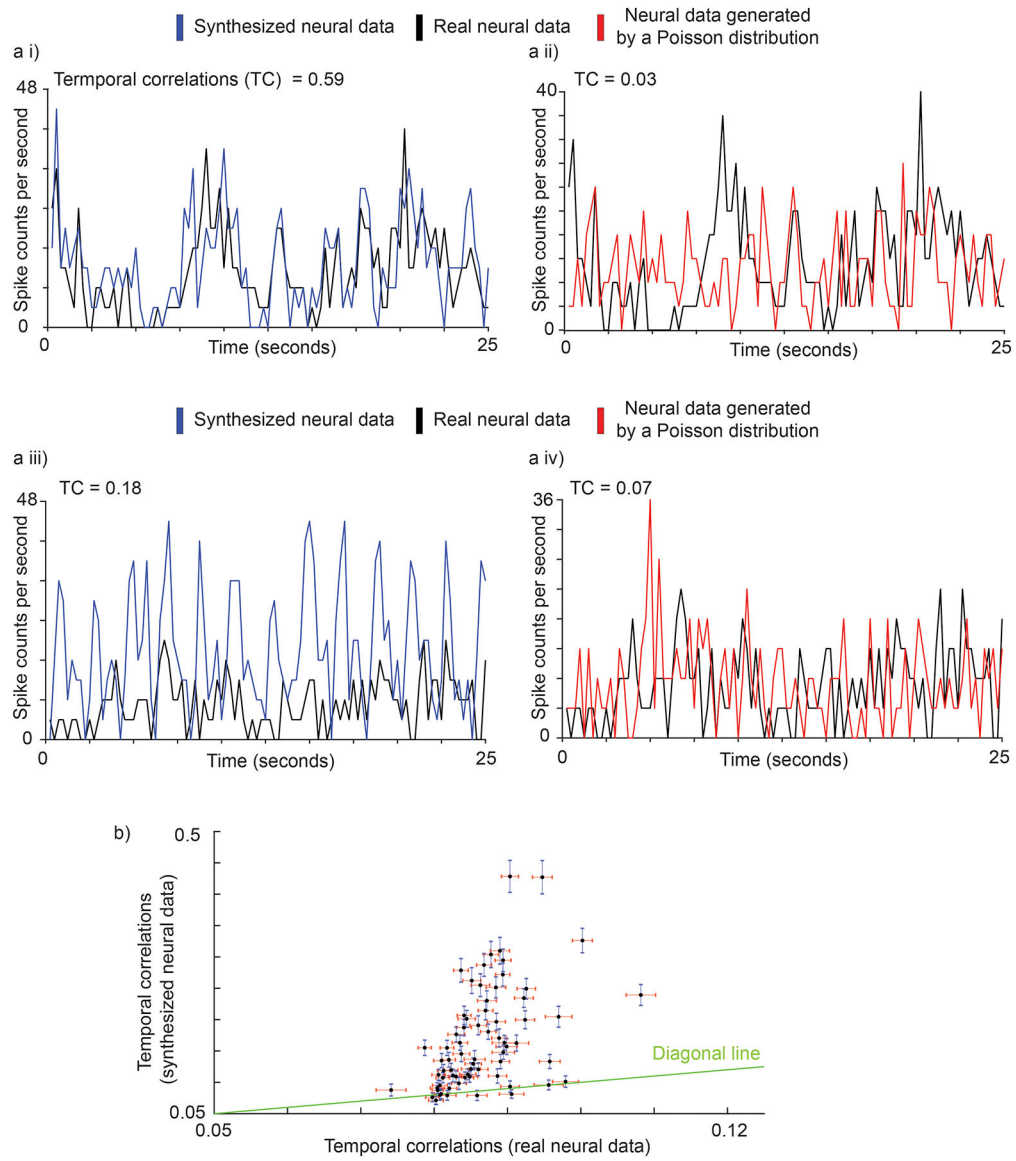 Synthesized neural data
Real neural data
Neural data generated
by a Poisson distribution
a i)
a ii)
Termporal correlations (TC) = 0.59
TC = 0.03
48
40
Spike counts per second
Spike counts per second
0
0
0
Time (seconds)
25
0
Time (seconds)
25
Synthesized neural data
Real neural data
Neural data generated
by a Poisson distribution
a iii)
a iv)
TC = 0.18
TC = 0.07
48
36
Spike counts per second
Spike counts per second
0
0
0
Time (seconds)
25
0
Time (seconds)
25
b)
0.5
Temporal correlations
(synthesized neural data)
Diagonal line
0.05
0.05
0.12
Temporal correlations (real neural data)